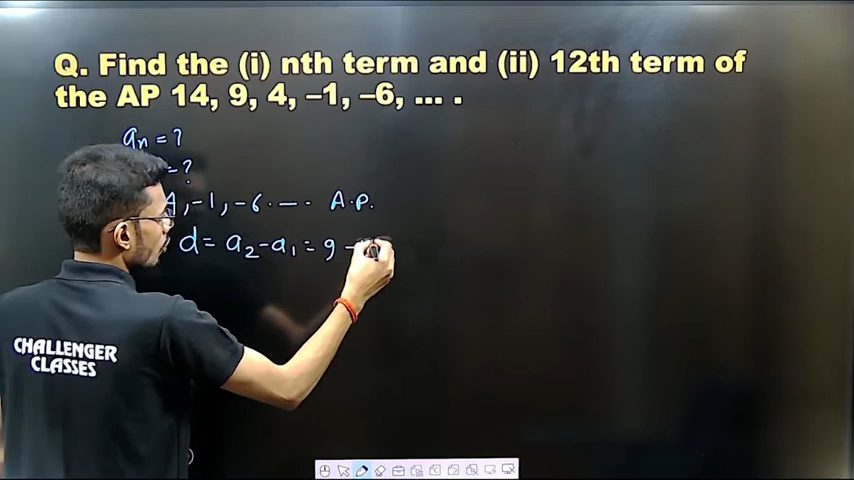 Q. Find the (i) nth term and (ii) 12th term of
the AP 14, 9, 4, –1, –6, ... .
an = ?
= ?
, -1, -6 . — . A.P.
d = a2 - a1 = 9 -
CHALLENGER
CLASSES